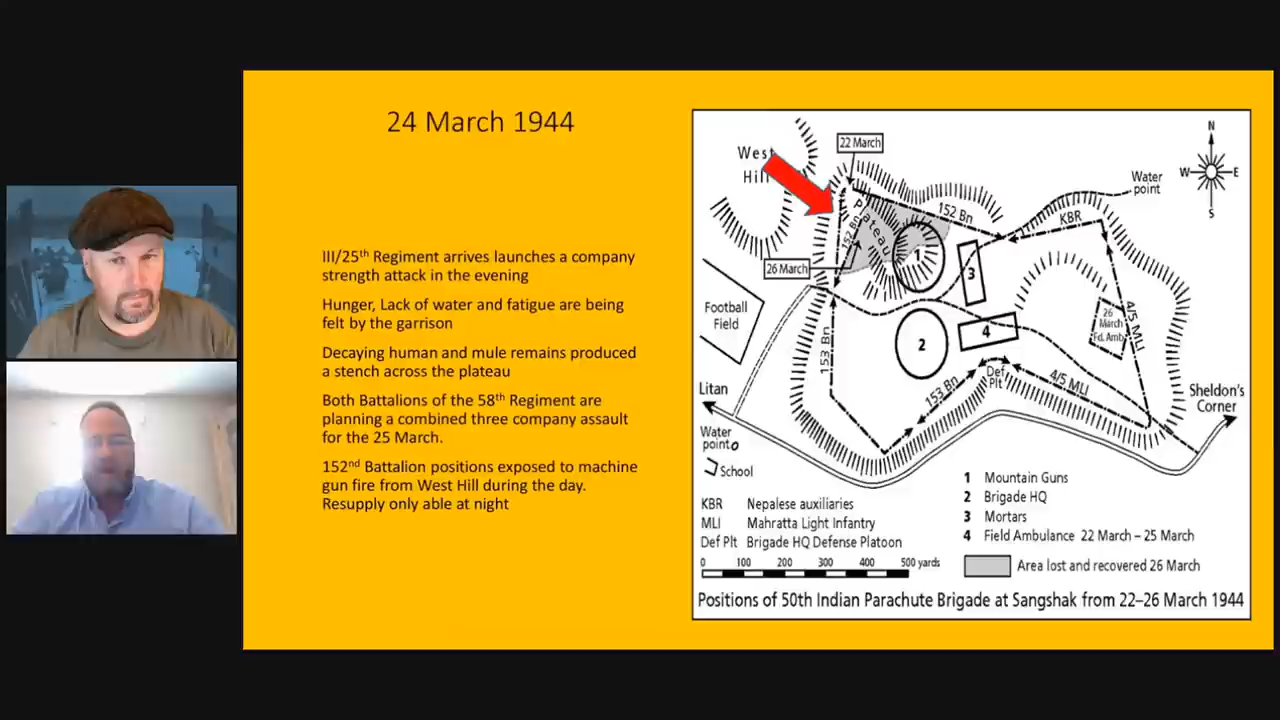 24 March 1944
III/25th Regiment arrives launches a company
strength attack in the evening
Hunger, Lack of water and fatigue are being
felt by the garrison
Decaying human and mule remains produced
a stench across the plateau
Both Battalions of the 58th Regiment are
planning a combined three company assault
for the 25 March.
152nd Battalion positions exposed to machine
gun fire from West Hill during the day.
Resupply only able at night
22 March
West
Hill
N
W
E
S
Water
point
152 Bn
KBR
Plateau
152 Bn
1
3
26 March
Football
Field
26
March
Fd. Amb
4/5 MLI
4
2
153 Bn
Def
Plt
4/5 MLI
153 Bn
Litan
Sheldon's
Corner
Water
point
School
1 Mountain Guns
2 Brigade HQ
3 Mortars
4 Field Ambulance 22 March – 25 March
KBR Nepalese auxiliaries
MLI Mahratta Light Infantry
Def Plt Brigade HQ Defense Platoon
0 100 200 300 400 500 yards
Area lost and recovered 26 March
Positions of 50th Indian Parachute Brigade at Sangshak from 22–26 March 1944